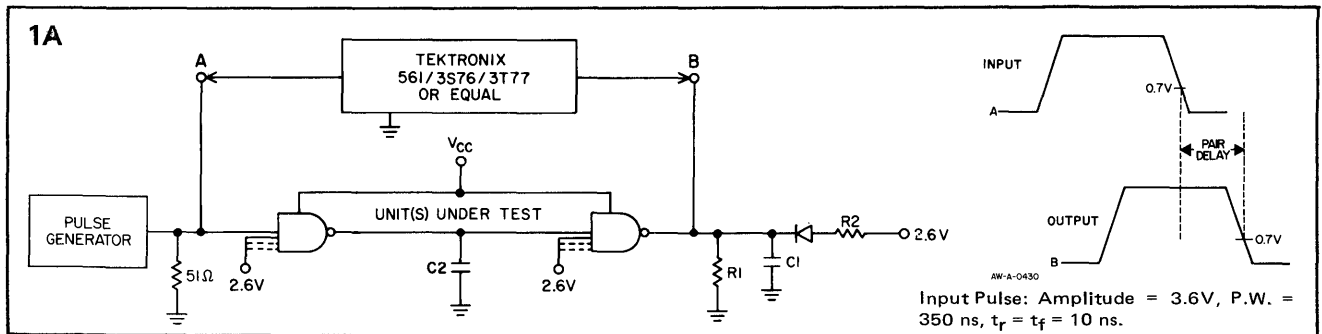 1A
TEKTRONIX
561/3S76/3T77
OR EQUAL
A
B
VCC
UNIT(S) UNDER TEST
PULSE
GENERATOR
51Ω
2.6V
C2
2.6V
R1
C1
R2
2.6V
INPUT
0.7V
A
PAIR
DELAY
OUTPUT
0.7V
B
AW-A-0430
Input Pulse: Amplitude = 3.6V, P.W. =
350 ns, tr = tf = 10 ns.